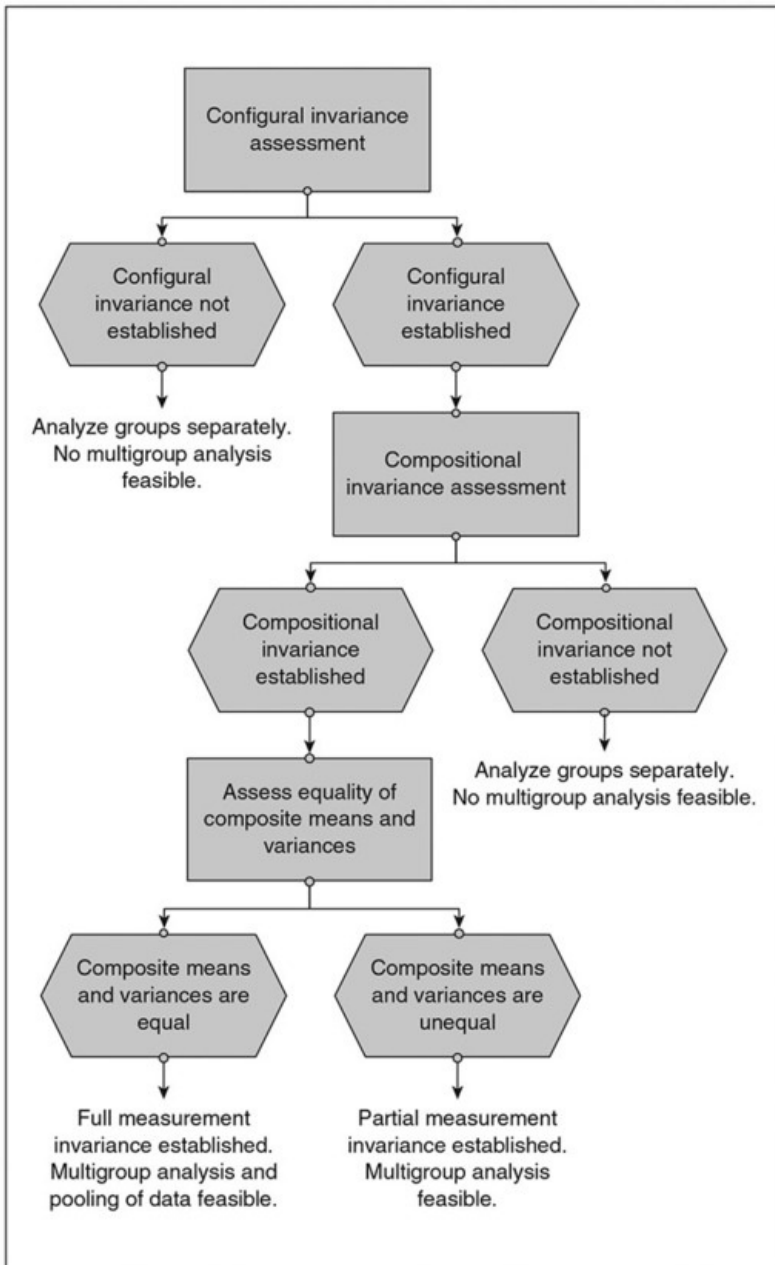 Configural invariance
assessment
Configural
invariance not
established
Configural
invariance
established
Analyze groups separately.
No multigroup analysis
feasible.
Compositional
invariance assessment
Compositional
invariance
established
Compositional
invariance not
established
Analyze groups separately.
No multigroup analysis feasible.
Assess equality of
composite means and
variances
Composite means
and variances are
equal
Composite means
and variances are
unequal
Full measurement
invariance established.
Multigroup analysis and
pooling of data feasible.
Partial measurement
invariance established.
Multigroup analysis
feasible.